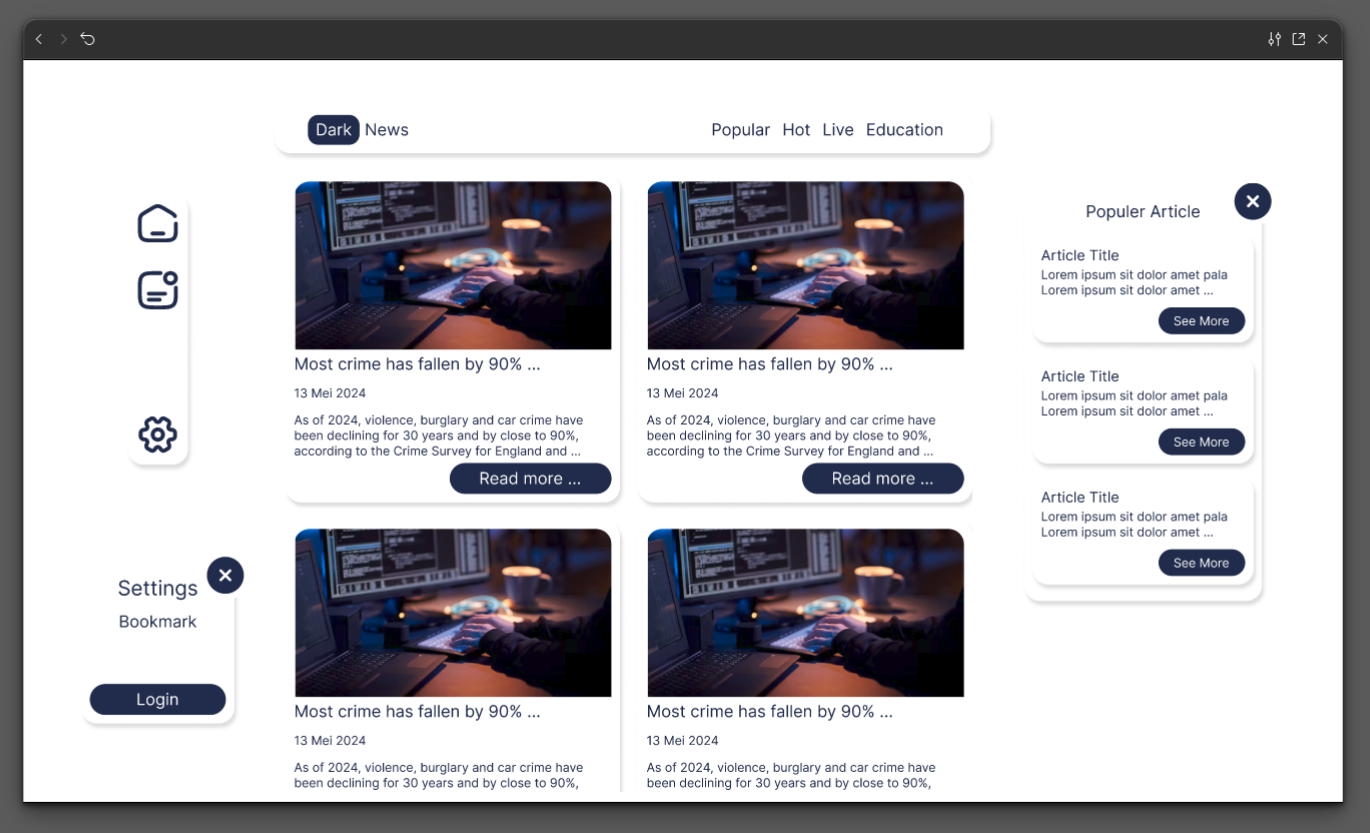 Dark News
Popular Hot Live Education
Most crime has fallen by 90% ...
13 Mei 2024
As of 2024, violence, burglary and car crime have
been declining for 30 years and by close to 90%,
according to the Crime Survey for England and ...
Read more ...
Most crime has fallen by 90% ...
13 Mei 2024
As of 2024, violence, burglary and car crime have
been declining for 30 years and by close to 90%,
according to the Crime Survey for England and ...
Read more ...
Most crime has fallen by 90% ...
13 Mei 2024
As of 2024, violence, burglary and car crime have
been declining for 30 years and by close to 90%,
Most crime has fallen by 90% ...
13 Mei 2024
As of 2024, violence, burglary and car crime have
been declining for 30 years and by close to 90%,
Settings
Bookmark
Login
Populer Article
Article Title
Lorem ipsum sit dolor amet pala
Lorem ipsum sit dolor amet ...
See More
Article Title
Lorem ipsum sit dolor amet pala
Lorem ipsum sit dolor amet ...
See More
Article Title
Lorem ipsum sit dolor amet pala
Lorem ipsum sit dolor amet ...
See More